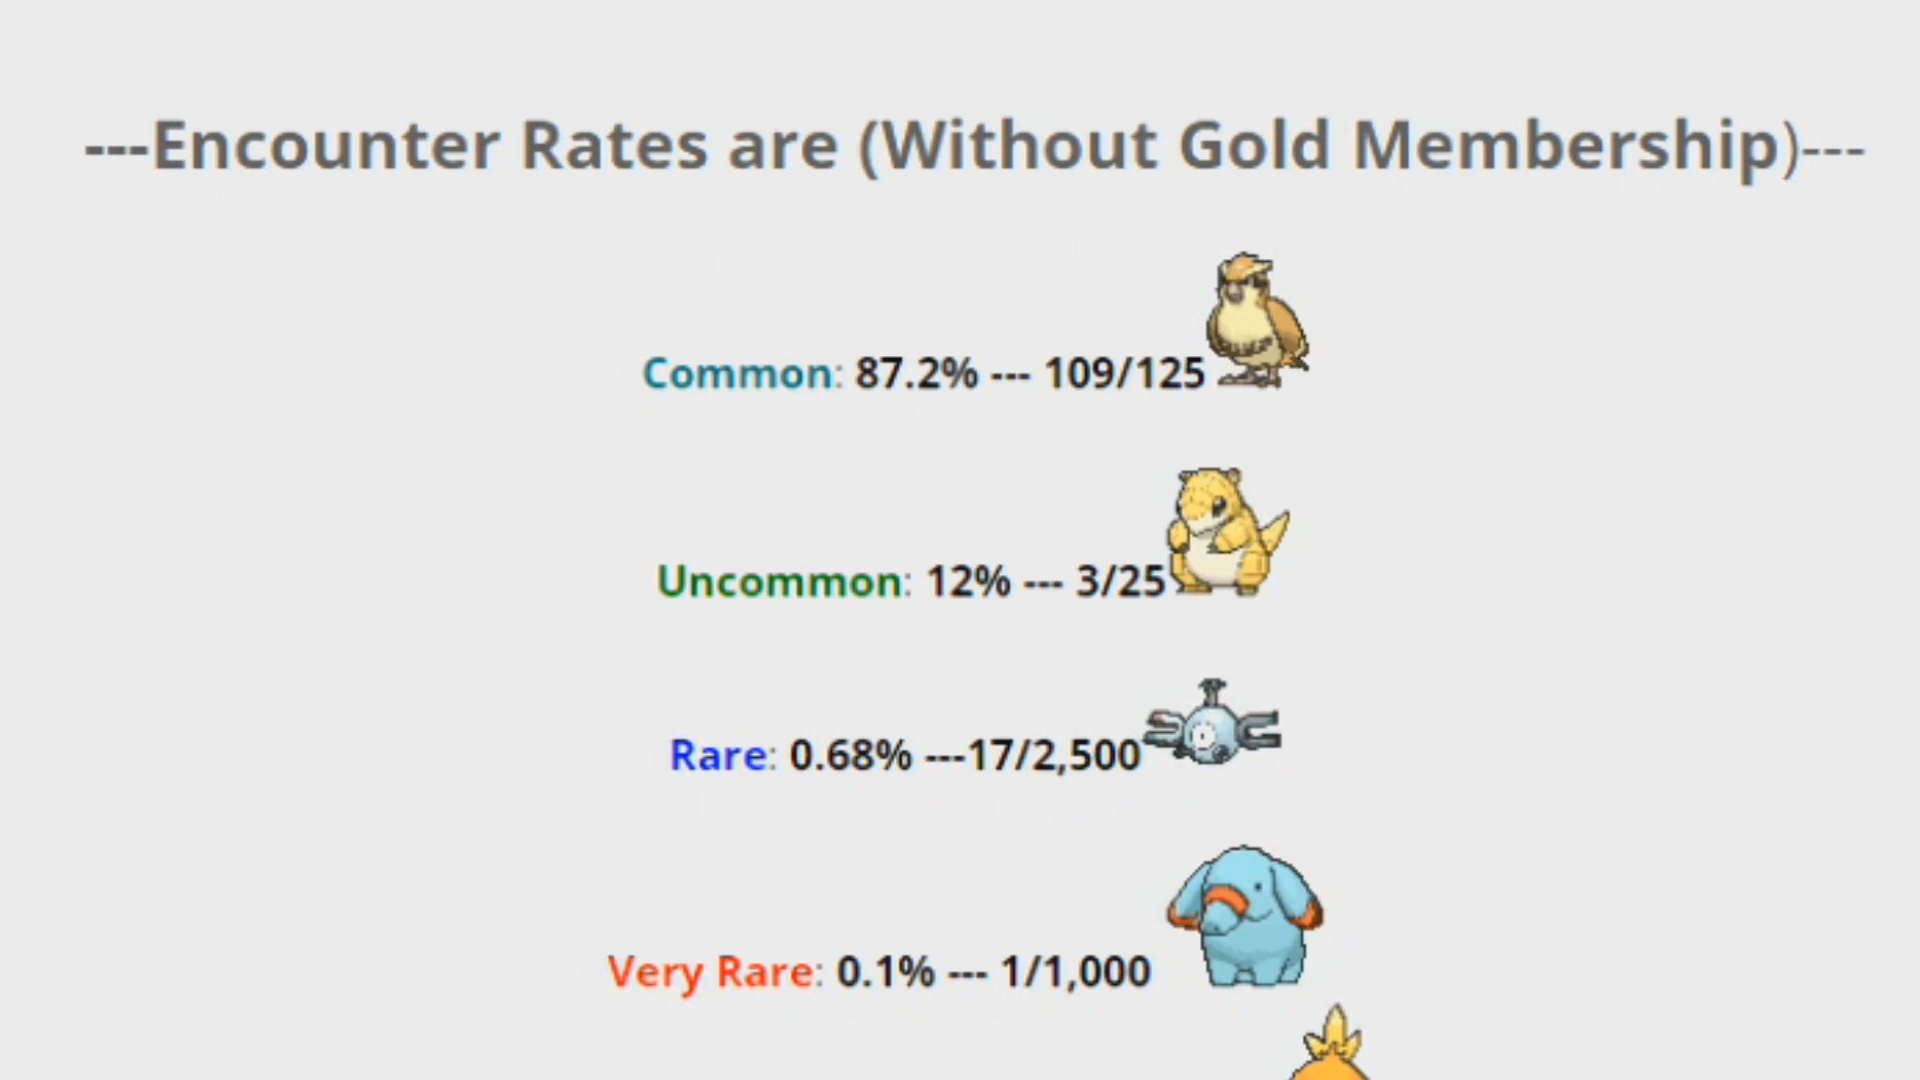 ---Encounter Rates are (Without Gold Membership)---
Common: 87.2% --- 109/125
Uncommon: 12% --- 3/25
Rare: 0.68% ---17/2,500
Very Rare: 0.1% --- 1/1,000